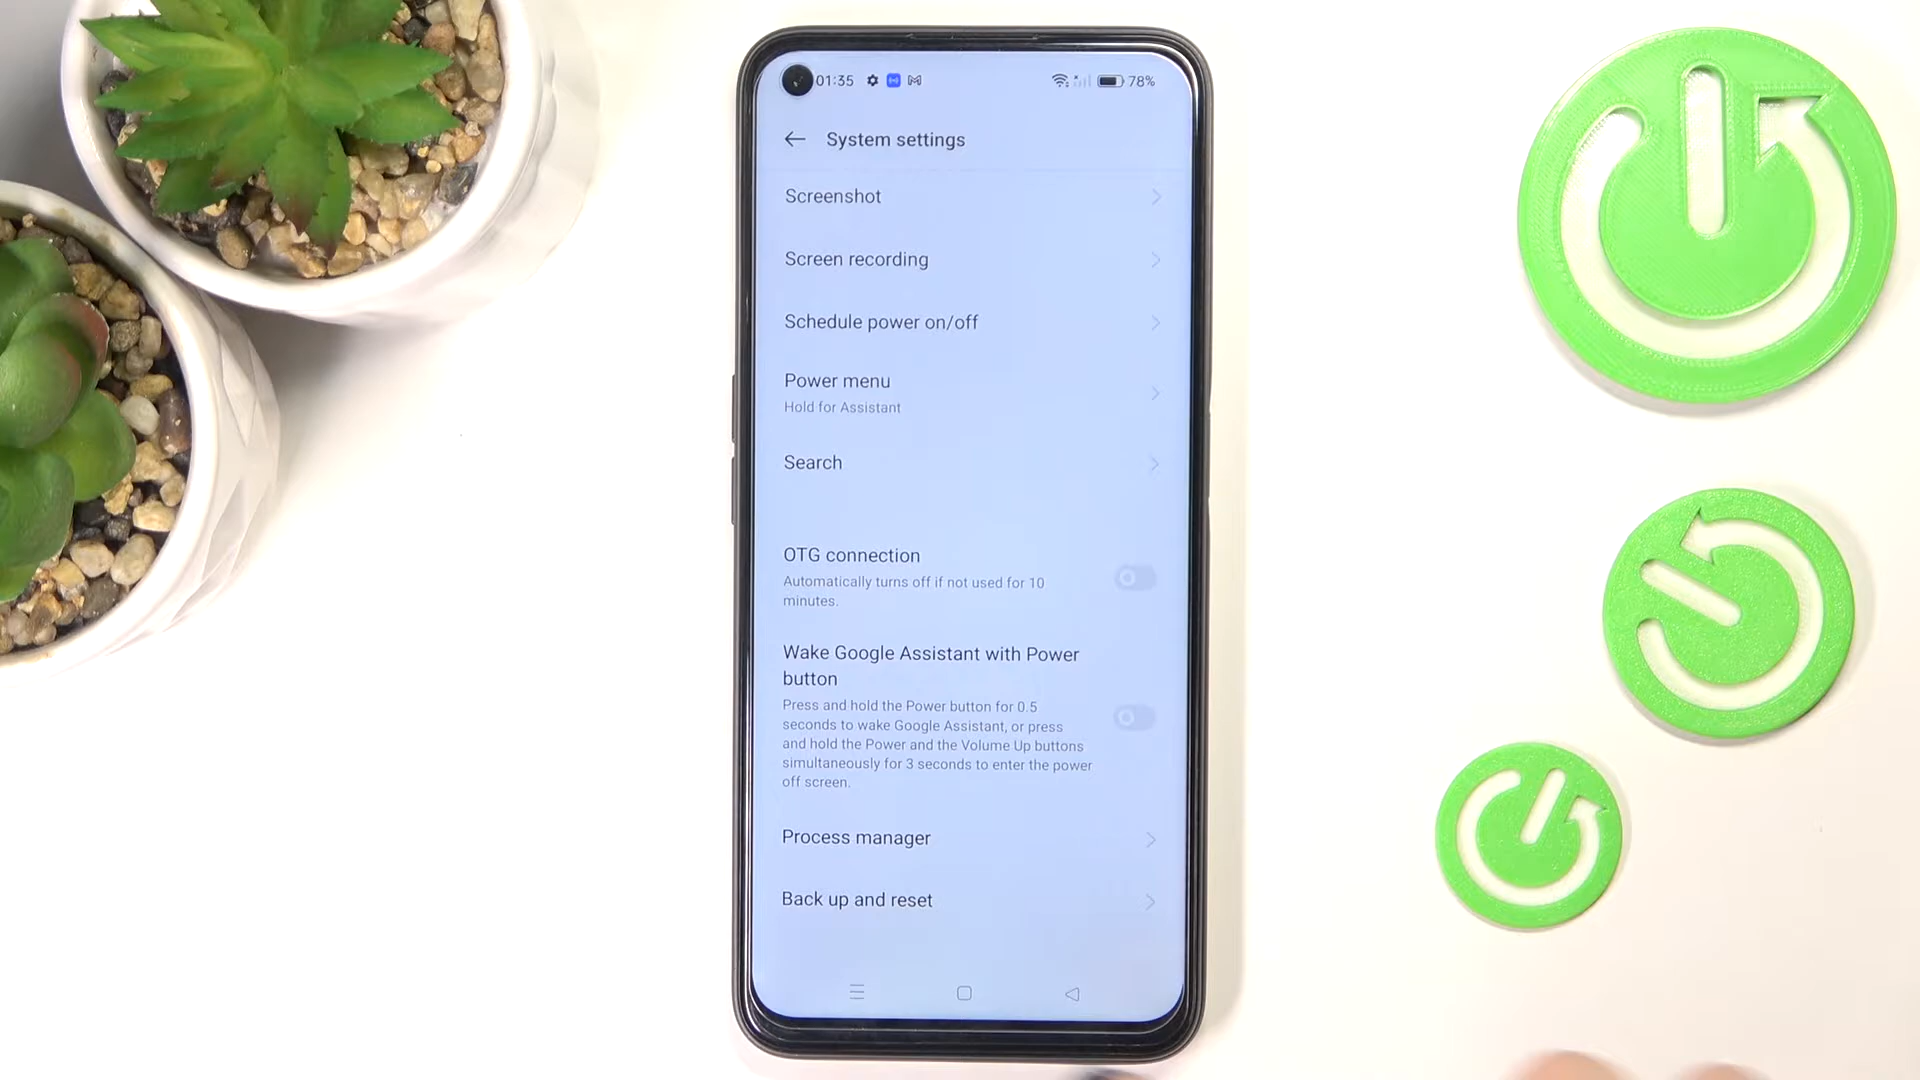 01:35 78%
System settings
Screenshot
Screen recording
Schedule power on/off
Power menu
Hold for Assistant
Search
OTG connection
Automatically turns off if not used for 10
minutes.
Wake Google Assistant with Power
button
Press and hold the Power button for 0.5
seconds to wake Google Assistant, or press
and hold the Power and the Volume Up buttons
simultaneously for 3 seconds to enter the power
off screen.
Process manager
Back up and reset